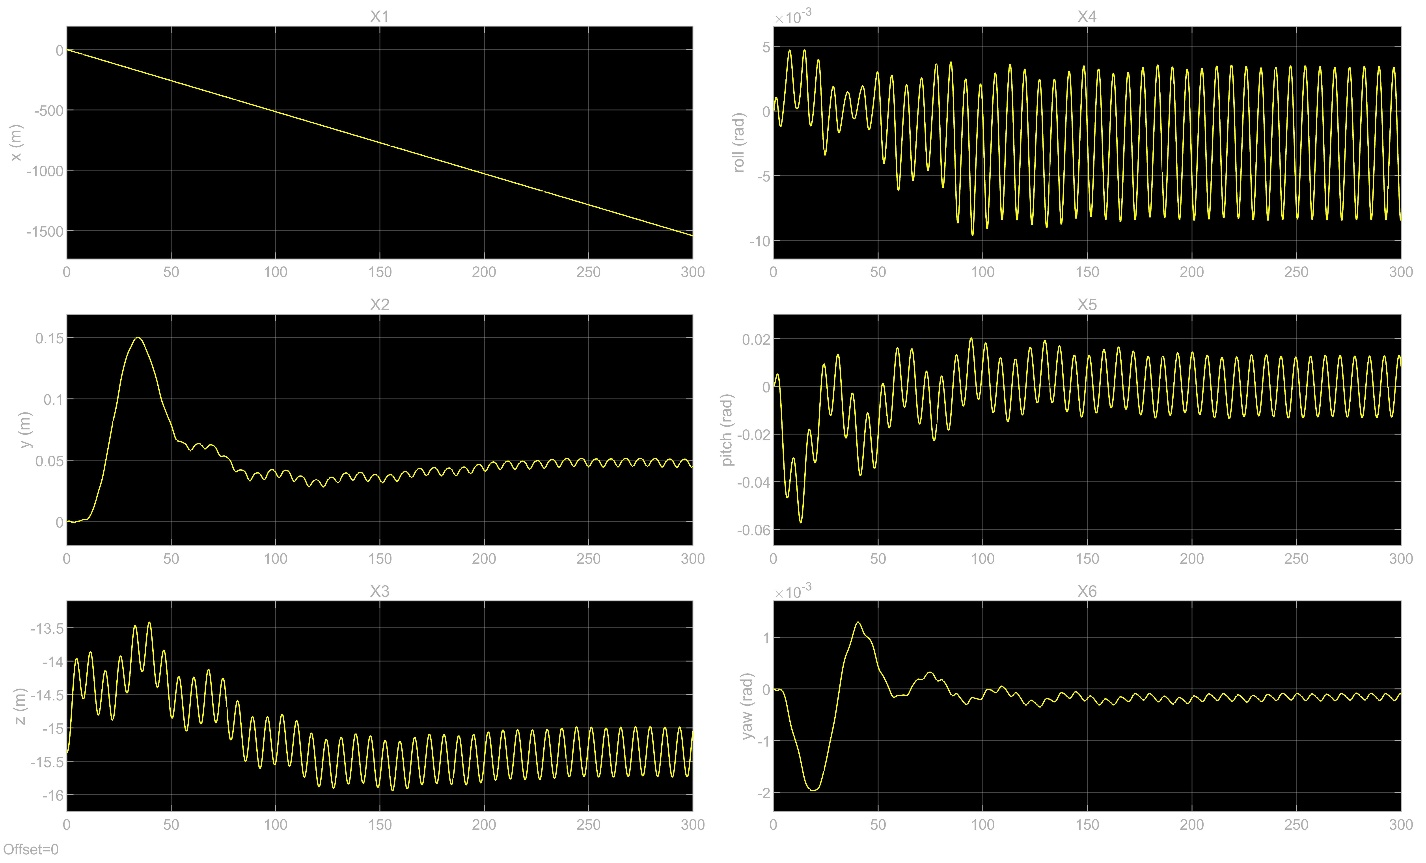 X1
x (m)
0
-500
-1000
-1500
0 50 100 150 200 250 300
X4
×10⁻³
roll (rad)
5
0
-5
-10
0 50 100 150 200 250 300
X2
y (m)
0.15
0.1
0.05
0
0 50 100 150 200 250 300
X5
pitch (rad)
0.02
0
-0.02
-0.04
-0.06
0 50 100 150 200 250 300
X3
z (m)
-13.5
-14
-14.5
-15
-15.5
-16
0 50 100 150 200 250 300
X6
×10⁻³
yaw (rad)
1
0
-1
-2
0 50 100 150 200 250 300
Offset=0